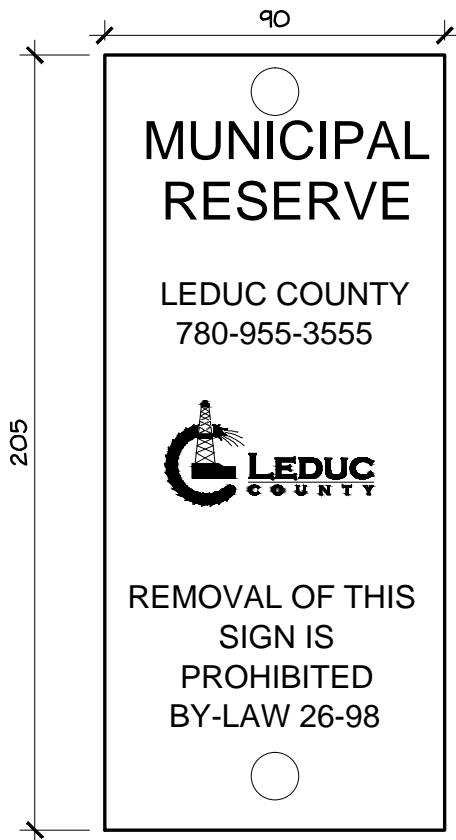 90
MUNICIPAL
RESERVE
LEDUC COUNTY
780-955-3555
205
LEDUC
COUNTY
REMOVAL OF THIS
SIGN IS
PROHIBITED
BY-LAW 26-98